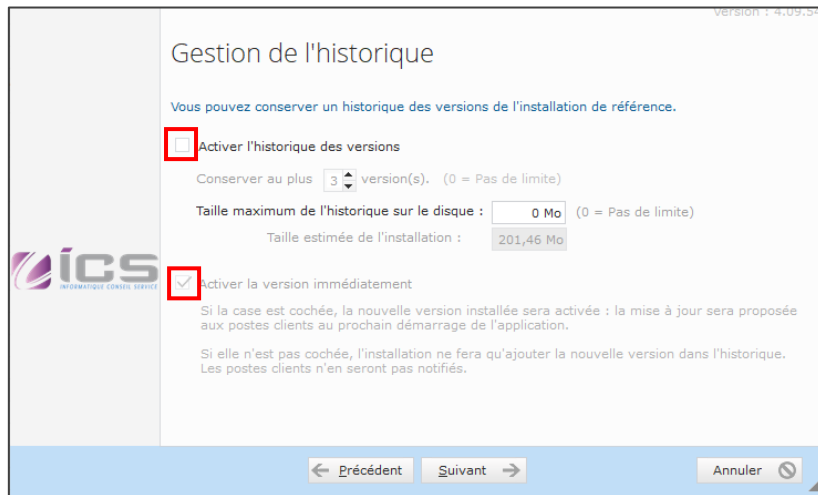 Version : 4.09.54
Gestion de l'historique
Vous pouvez conserver un historique des versions de l'installation de référence.
Activer l'historique des versions
Conserver au plus 3 version(s). (0 = Pas de limite)
Taille maximum de l'historique sur le disque : 0 Mo (0 = Pas de limite)
Taille estimée de l'installation : 201,46 Mo
ics
INFORMATIQUE CONSEIL SERVICE
Activer la version immédiatement
Si la case est cochée, la nouvelle version installée sera activée : la mise à jour sera proposée
aux postes clients au prochain démarrage de l'application.
Si elle n'est pas cochée, l'installation ne fera qu'ajouter la nouvelle version dans l'historique.
Les postes clients n'en seront pas notifiés.
Précédent Suivant Annuler